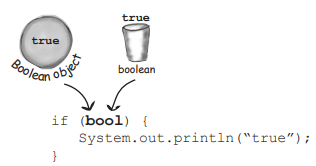 true
true
Boolean object
boolean
if (bool) {
System.out.println(“true”);
}